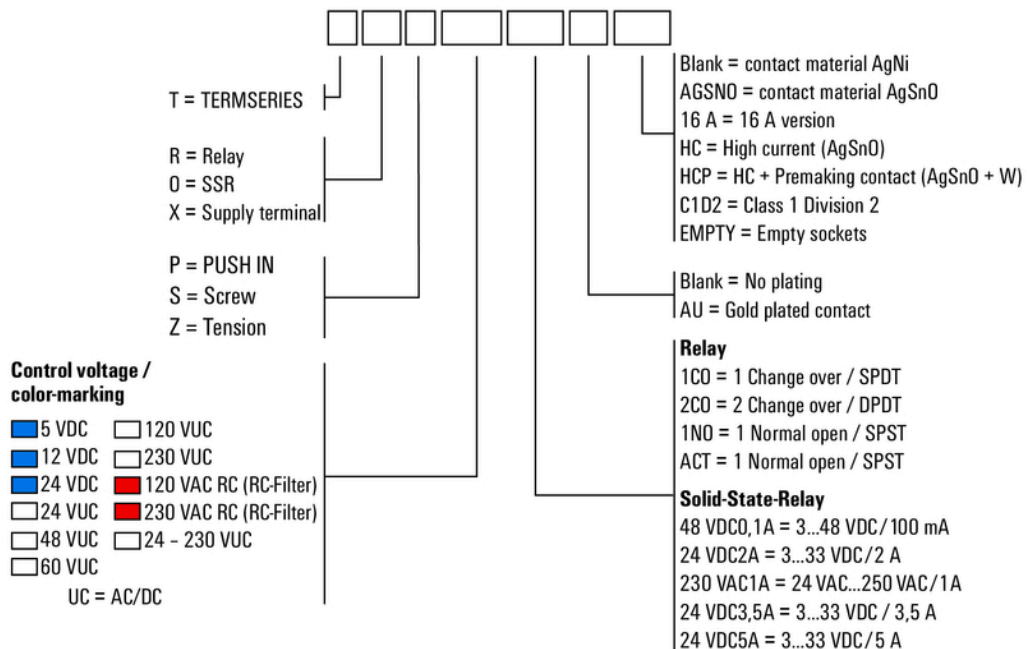 T = TERMSERIES
R = Relay
O = SSR
X = Supply terminal
P = PUSH IN
S = Screw
Z = Tension
Control voltage /
color-marking
5 VDC
120 VUC
12 VDC
230 VUC
24 VDC
120 VAC RC (RC-Filter)
24 VUC
230 VAC RC (RC-Filter)
48 VUC
24 – 230 VUC
60 VUC
UC = AC/DC
Blank = contact material AgNi
AGSNO = contact material AgSnO
16 A = 16 A version
HC = High current (AgSnO)
HCP = HC + Premaking contact (AgSnO + W)
C1D2 = Class 1 Division 2
EMPTY = Empty sockets
Blank = No plating
AU = Gold plated contact
Relay
1CO = 1 Change over / SPDT
2CO = 2 Change over / DPDT
1NO = 1 Normal open / SPST
ACT = 1 Normal open / SPST
Solid-State-Relay
48 VDC0,1A = 3...48 VDC/100 mA
24 VDC2A = 3...33 VDC/2 A
230 VAC1A = 24 VAC...250 VAC/1A
24 VDC3,5A = 3...33 VDC / 3,5 A
24 VDC5A = 3...33 VDC/5 A